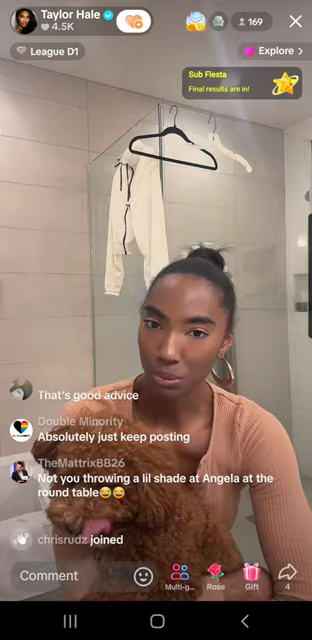 Taylor Hale
4.5K
169
League D1
Explore >
Sub Fiesta
Final results are in!
That's good advice
Double Minority
Absolutely just keep posting
TheMattrixBB26
Not you throwing a lil shade at Angela at the
round table😂😂
chrisrudz joined
Comment
Multi-g...
Rose
Gift
4